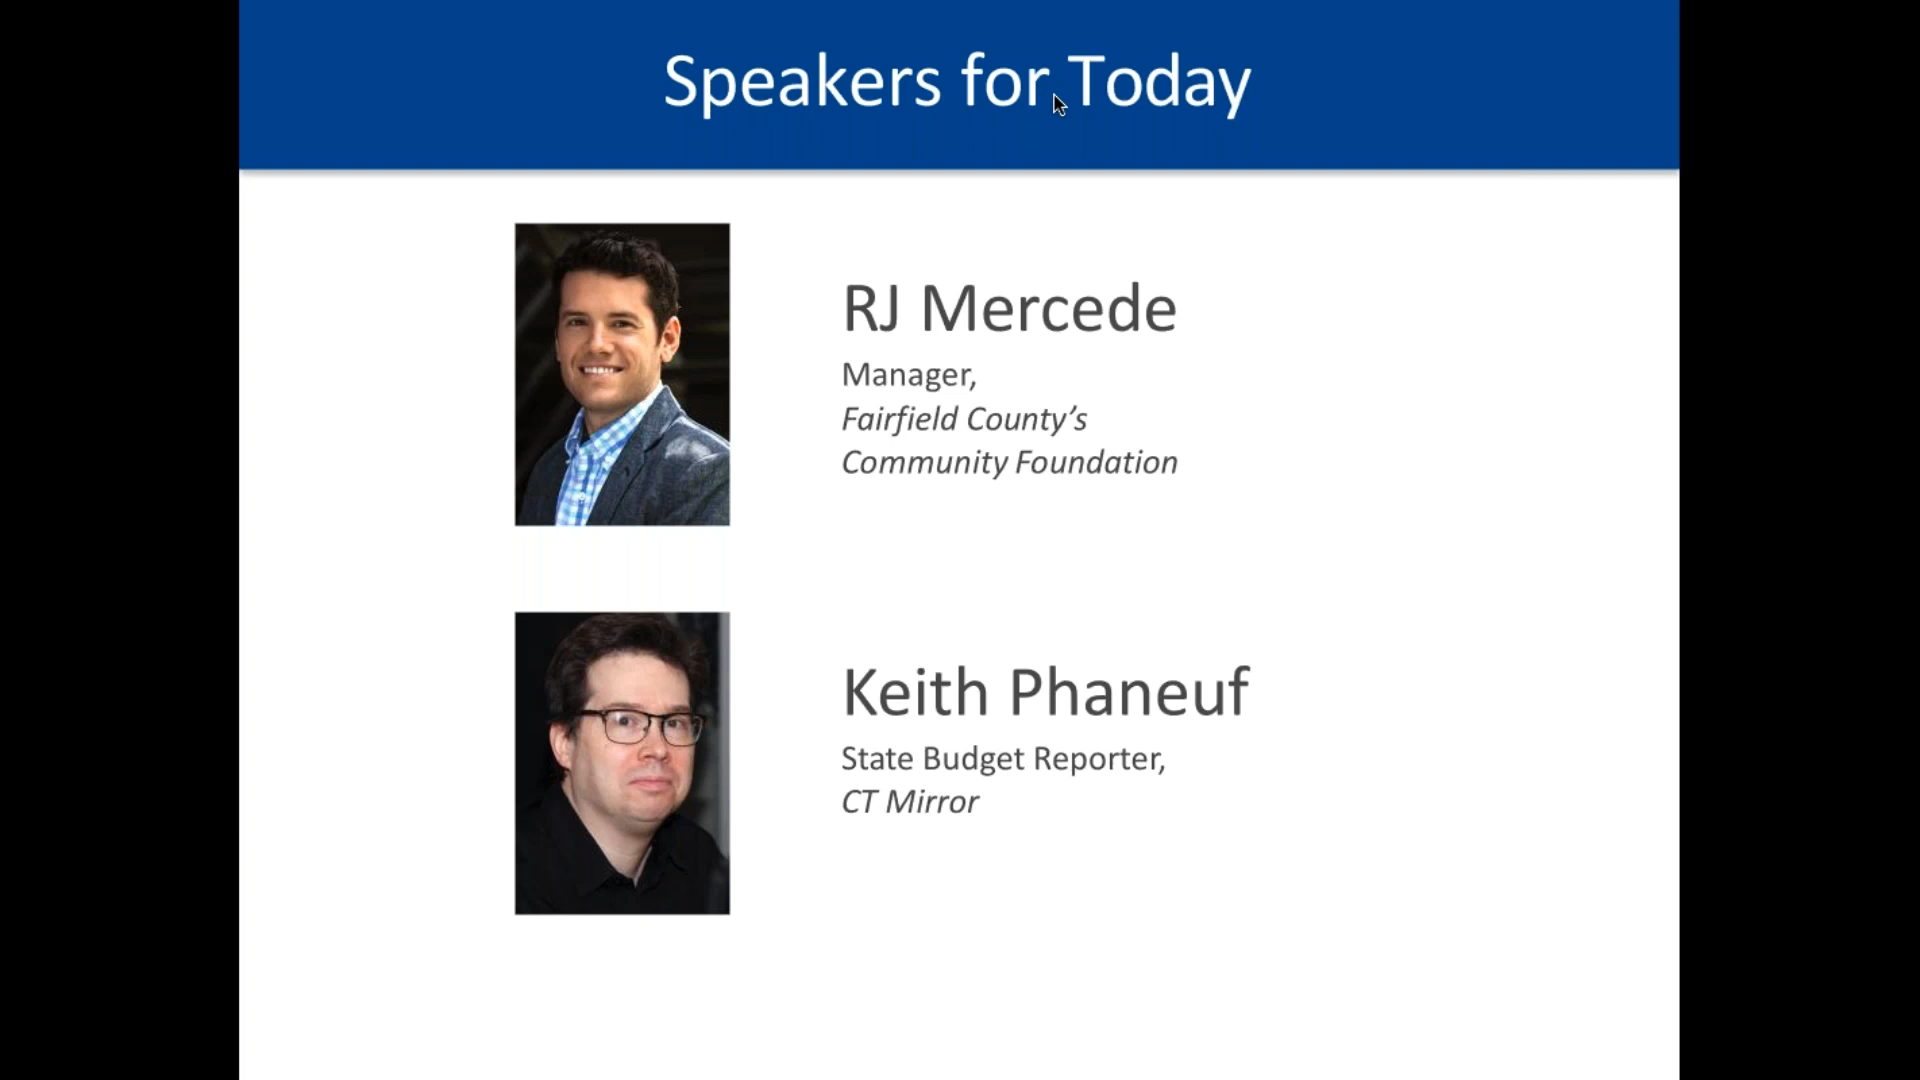 Speakers for Today
RJ Mercede
Manager,
Fairfield County’s
Community Foundation
Keith Phaneuf
State Budget Reporter,
CT Mirror